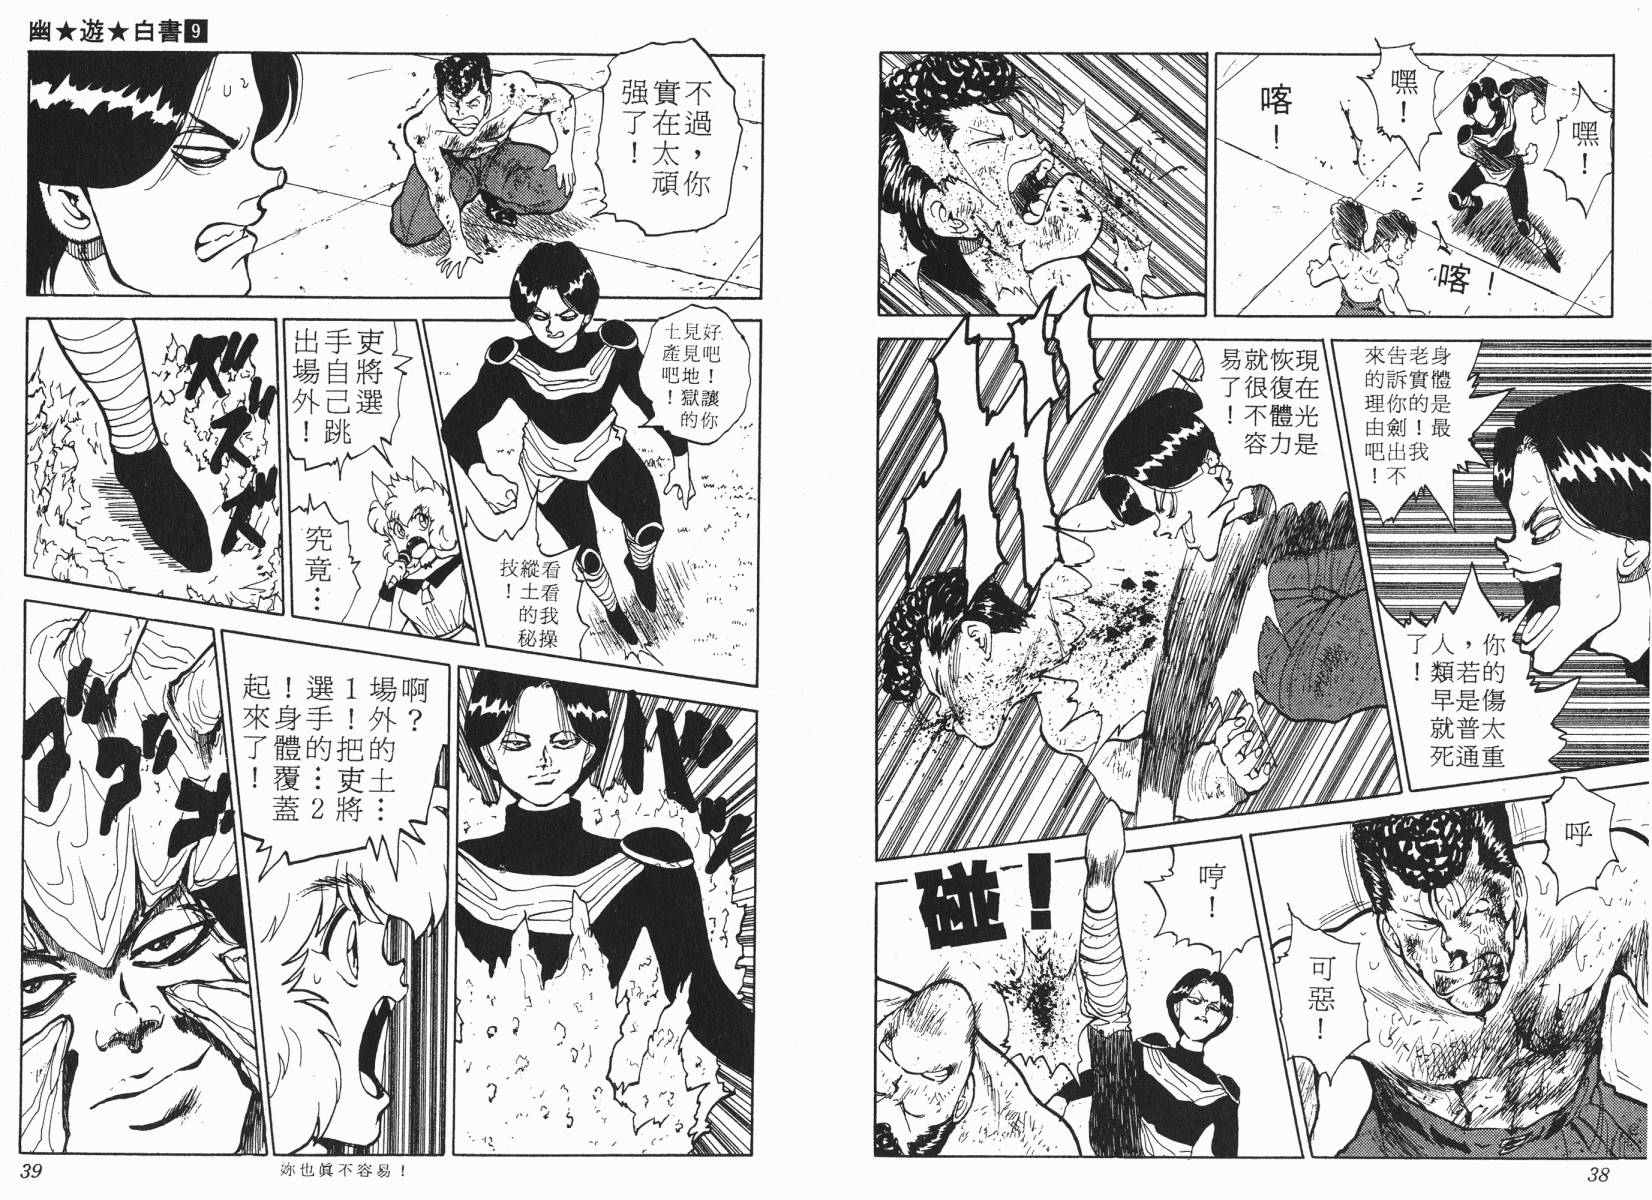 幽★遊★白書9
嘿！
嘿！
喀！
喀！
身體是最
老實的！我
告訴你劍出不
來的理由吧！
你的傷太重
，若是普通
人類早就死
了！
現在光是
恢復體力
就很不容
易了！
呼
可惡！
哼！
碰！
38
不過，你
實在太頑
强了！
好吧！讓你
見見地獄的
土產吧！
看看我操
縱土的秘
技！
吏將選
手自己跳
出場外！
究竟…
ズ
ズ
ズ
啊？
場外的土…
1！把吏將
選手的…2
！身體覆蓋
起來了！
39
妳也眞不容易！